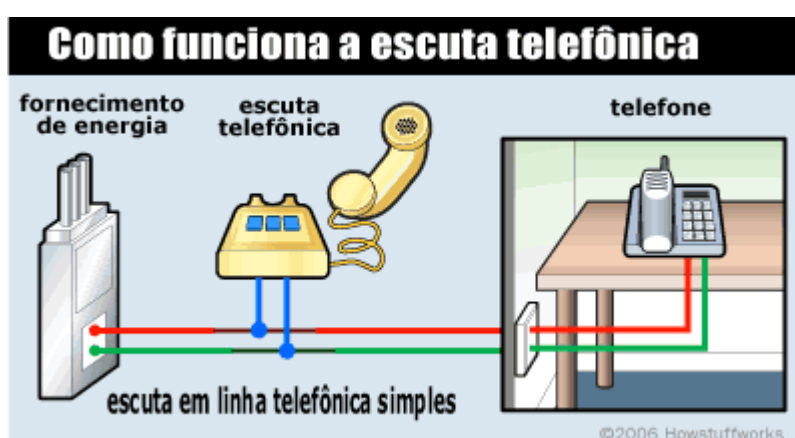 Como funciona a escuta telefônica
fornecimento
de energia
escuta
telefônica
telefone
escuta em linha telefônica simples
©2006 Howstuffworks